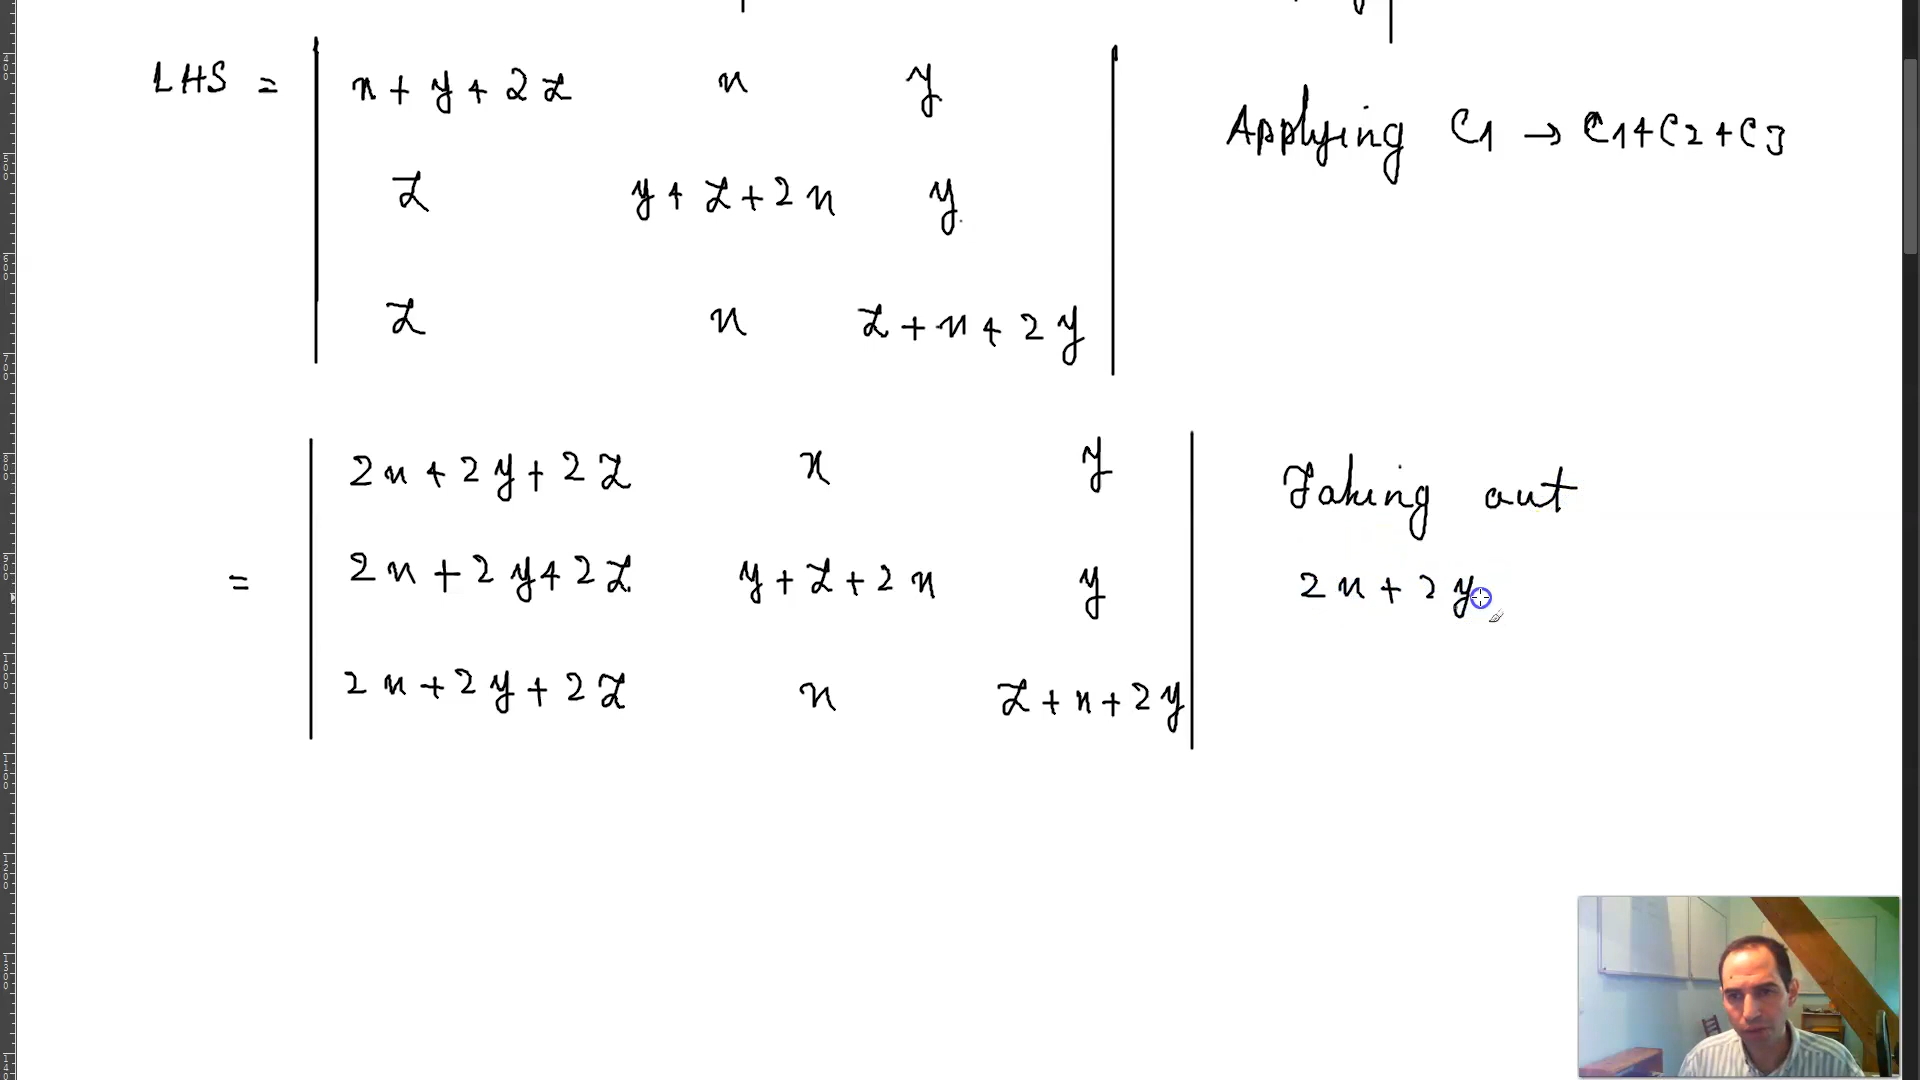 LHS = | x + y + 2z x y | Applying C1 → C1+C2+C3
z y + z + 2x y
z x z + x + 2y
2x + 2y + 2z x y Taking out
= 2x + 2y + 2z y + z + 2x y 2x + 2y
2x + 2y + 2z x z + x + 2y